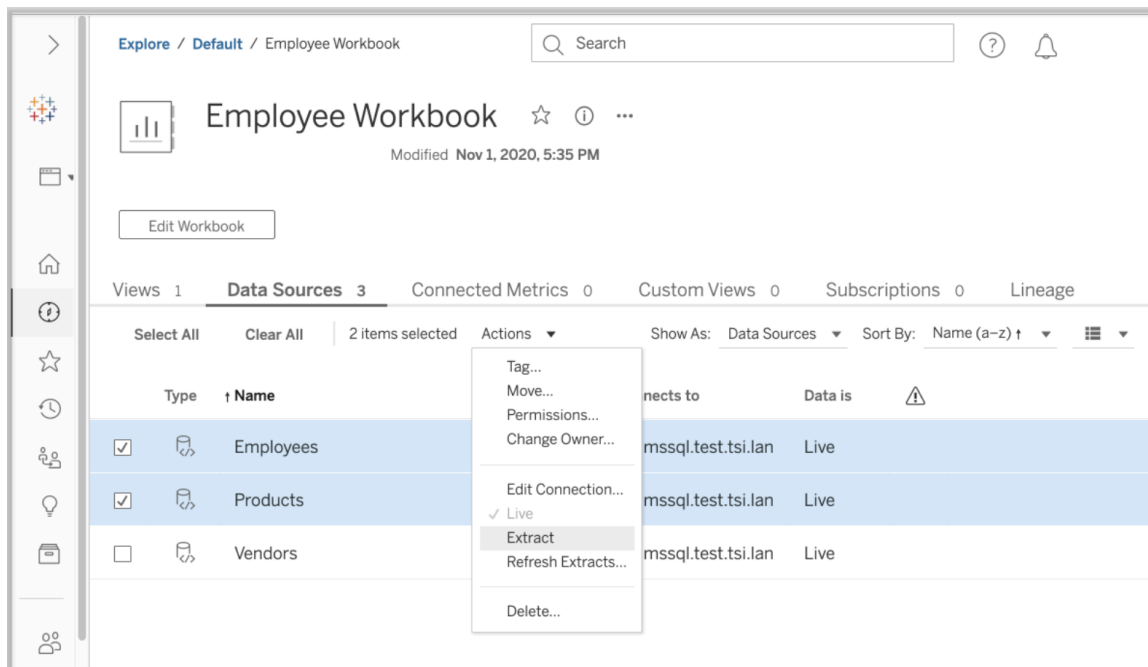 Explore / Default / Employee Workbook
Search
Employee Workbook
Modified Nov 1, 2020, 5:35 PM
Edit Workbook
Views 1 Data Sources 3 Connected Metrics 0 Custom Views 0 Subscriptions 0 Lineage
Select All Clear All 2 items selected Actions Show As: Data Sources Sort By: Name (a–z) ↑
Tag...
Move...
Permissions...
Change Owner...
Edit Connection...
✓ Live
Extract
Refresh Extracts...
Delete...
Type ↑ Name nects to Data is
Employees mssql.test.tsi.lan Live
Products mssql.test.tsi.lan Live
Vendors mssql.test.tsi.lan Live